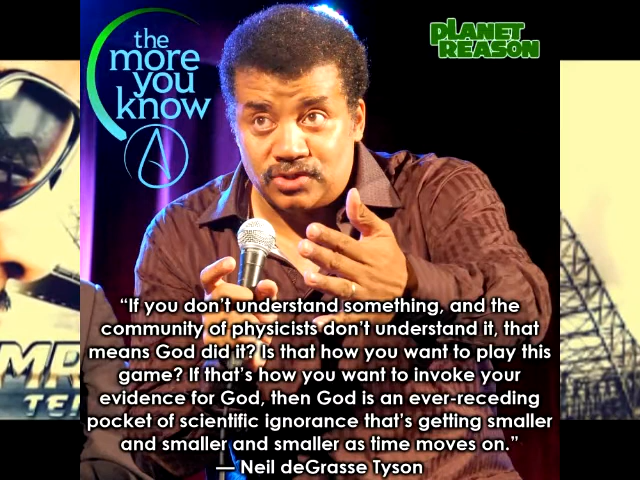 the
more
you
know
PLANET
REASON
“If you don’t understand something, and the
community of physicists don’t understand it, that
means God did it? Is that how you want to play this
game? If that’s how you want to invoke your
evidence for God, then God is an ever-receding
pocket of scientific ignorance that’s getting smaller
and smaller and smaller as time moves on.”
— Neil deGrasse Tyson